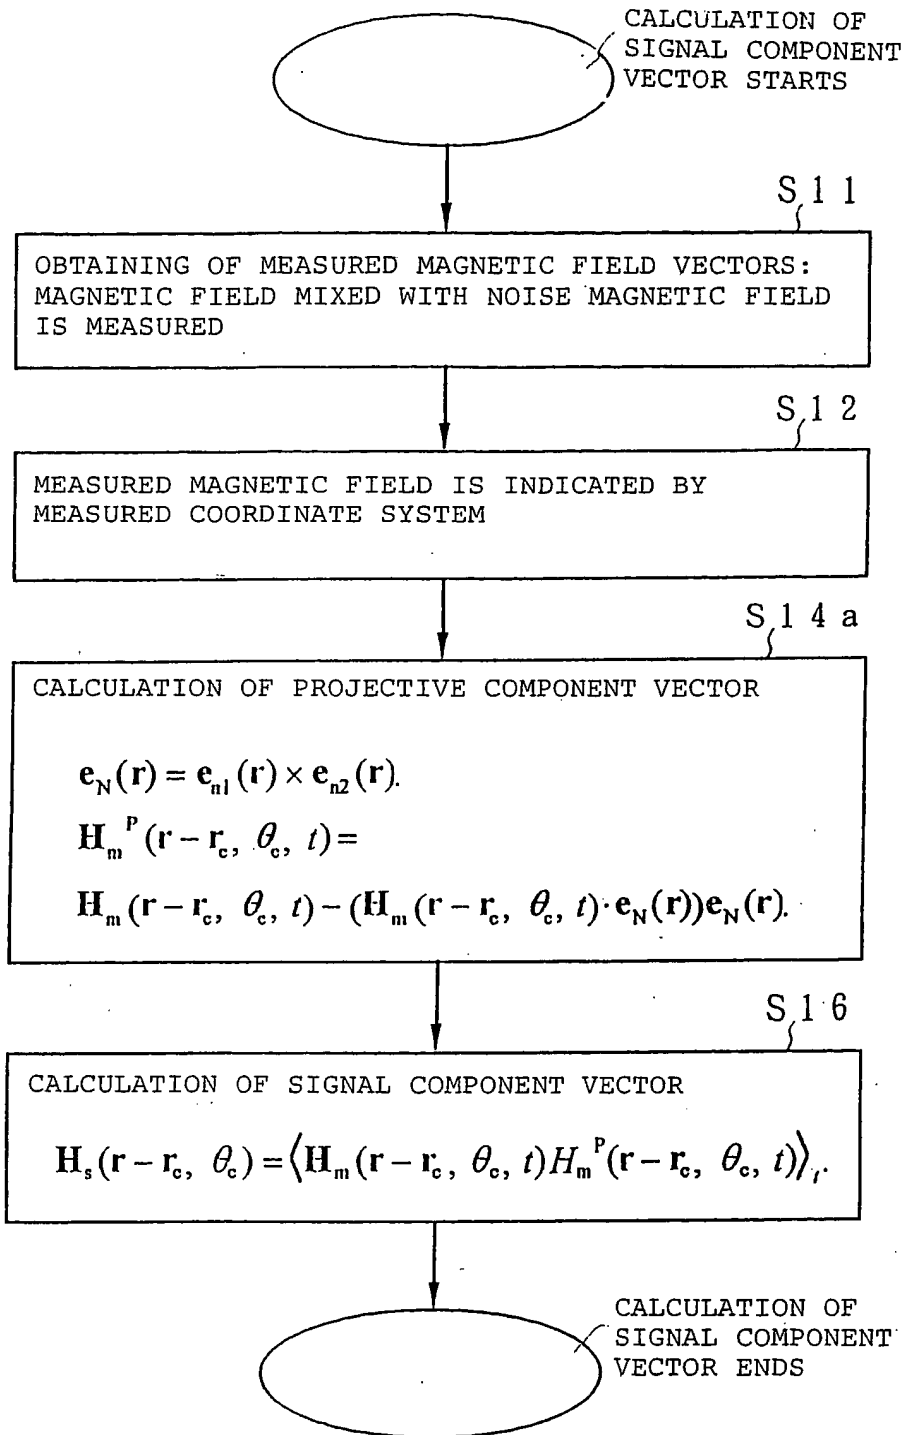 CALCULATION OF
SIGNAL COMPONENT
VECTOR STARTS
S11
OBTAINING OF MEASURED MAGNETIC FIELD VECTORS:
MAGNETIC FIELD MIXED WITH NOISE MAGNETIC FIELD
IS MEASURED
S12
MEASURED MAGNETIC FIELD IS INDICATED BY
MEASURED COORDINATE SYSTEM
S14a
CALCULATION OF PROJECTIVE COMPONENT VECTOR
e_N(r) = e_n1(r) × e_n2(r).
H_m^P(r − r_c, θ_c, t) =
H_m(r − r_c, θ_c, t) − (H_m(r − r_c, θ_c, t) · e_N(r))e_N(r).
S16
CALCULATION OF SIGNAL COMPONENT VECTOR
H_s(r − r_c, θ_c) = ⟨H_m(r − r_c, θ_c, t)H_m^P(r − r_c, θ_c, t)⟩_t.
CALCULATION OF
SIGNAL COMPONENT
VECTOR ENDS